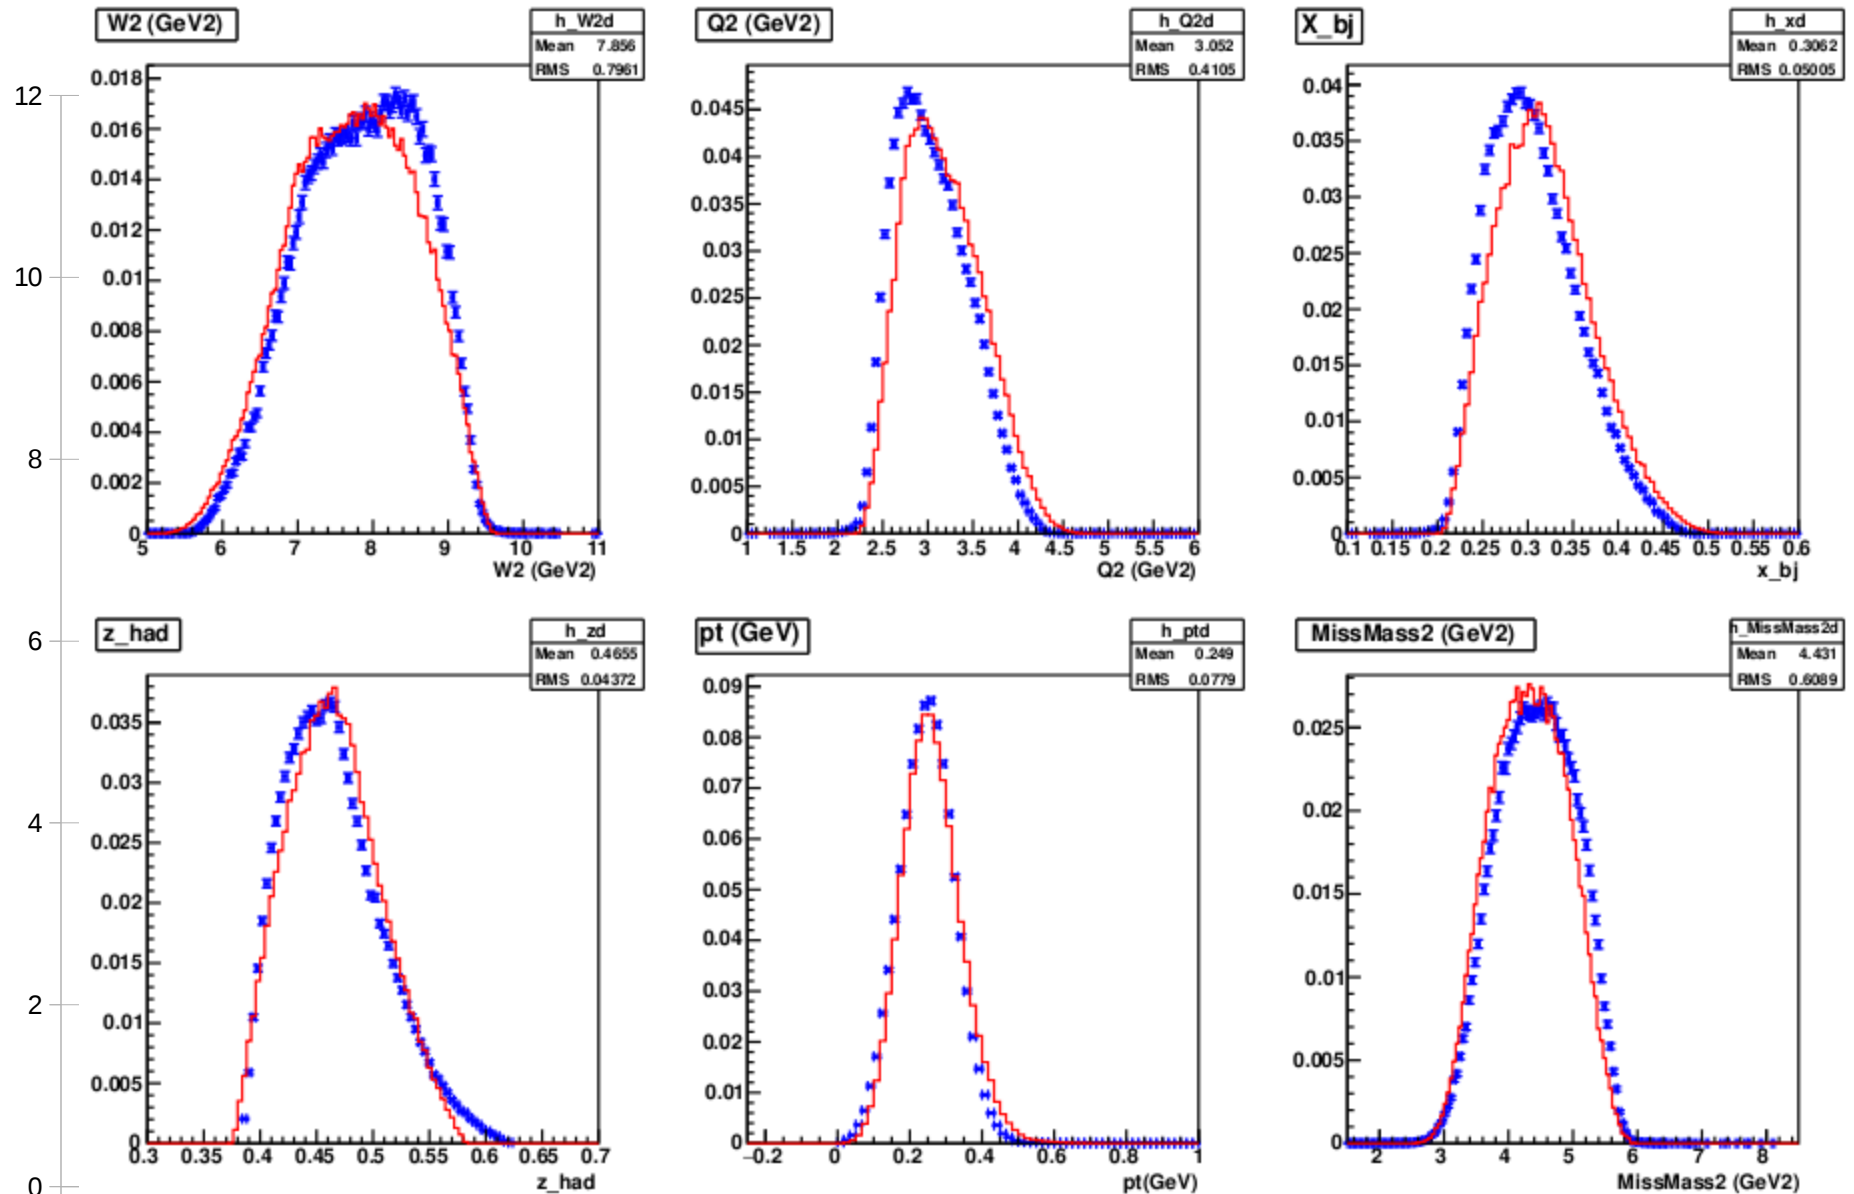 W2 (GeV2)
h_W2d
Mean 7.856
RMS 0.7961
0.018
0.016
0.014
0.012
0.01
0.008
0.006
0.004
0.002
0
5 6 7 8 9 10 11
W2 (GeV2)
Q2 (GeV2)
h_Q2d
Mean 3.052
RMS 0.4105
0.045
0.04
0.035
0.03
0.025
0.02
0.015
0.01
0.005
0
1 1.5 2 2.5 3 3.5 4 4.5 5 5.5 6
Q2 (GeV2)
X_bj
h_xd
Mean 0.3062
RMS 0.05005
0.04
0.035
0.03
0.025
0.02
0.015
0.01
0.005
0
0.1 0.15 0.2 0.25 0.3 0.35 0.4 0.45 0.5 0.55 0.6
x_bj
z_had
h_zd
Mean 0.4655
RMS 0.04372
0.035
0.03
0.025
0.02
0.015
0.01
0.005
0
0.3 0.35 0.4 0.45 0.5 0.55 0.6 0.65 0.7
z_had
pt (GeV)
h_ptd
Mean 0.249
RMS 0.0779
0.09
0.08
0.07
0.06
0.05
0.04
0.03
0.02
0.01
0
−0.2 0 0.2 0.4 0.6 0.8 1
pt(GeV)
MissMass2 (GeV2)
h_MissMass2d
Mean 4.431
RMS 0.6089
0.025
0.02
0.015
0.01
0.005
0
2 3 4 5 6 7 8
MissMass2 (GeV2)
12
10
8
6
4
2
0